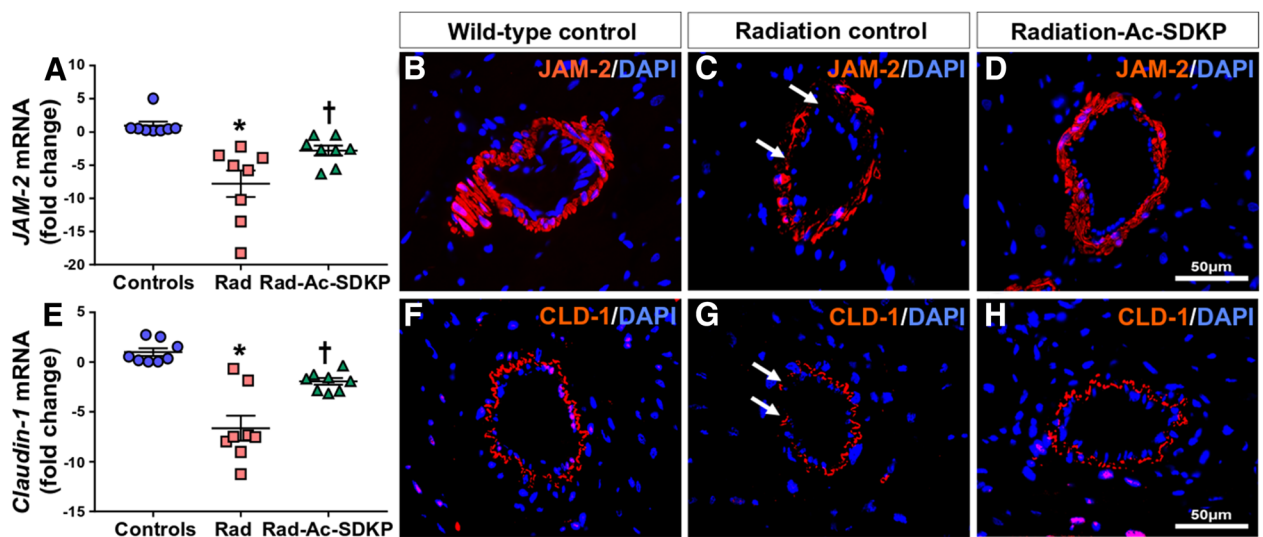 Wild-type control
Radiation control
Radiation-Ac-SDKP
A
JAM-2 mRNA
(fold change)
10
5
0
-5
-10
-15
-20
*
†
Controls
Rad
Rad-Ac-SDKP
B
JAM-2/DAPI
C
JAM-2/DAPI
D
JAM-2/DAPI
50μm
E
Claudin-1 mRNA
(fold change)
5
0
-5
-10
-15
*
†
Controls
Rad
Rad-Ac-SDKP
F
CLD-1/DAPI
G
CLD-1/DAPI
H
CLD-1/DAPI
50μm